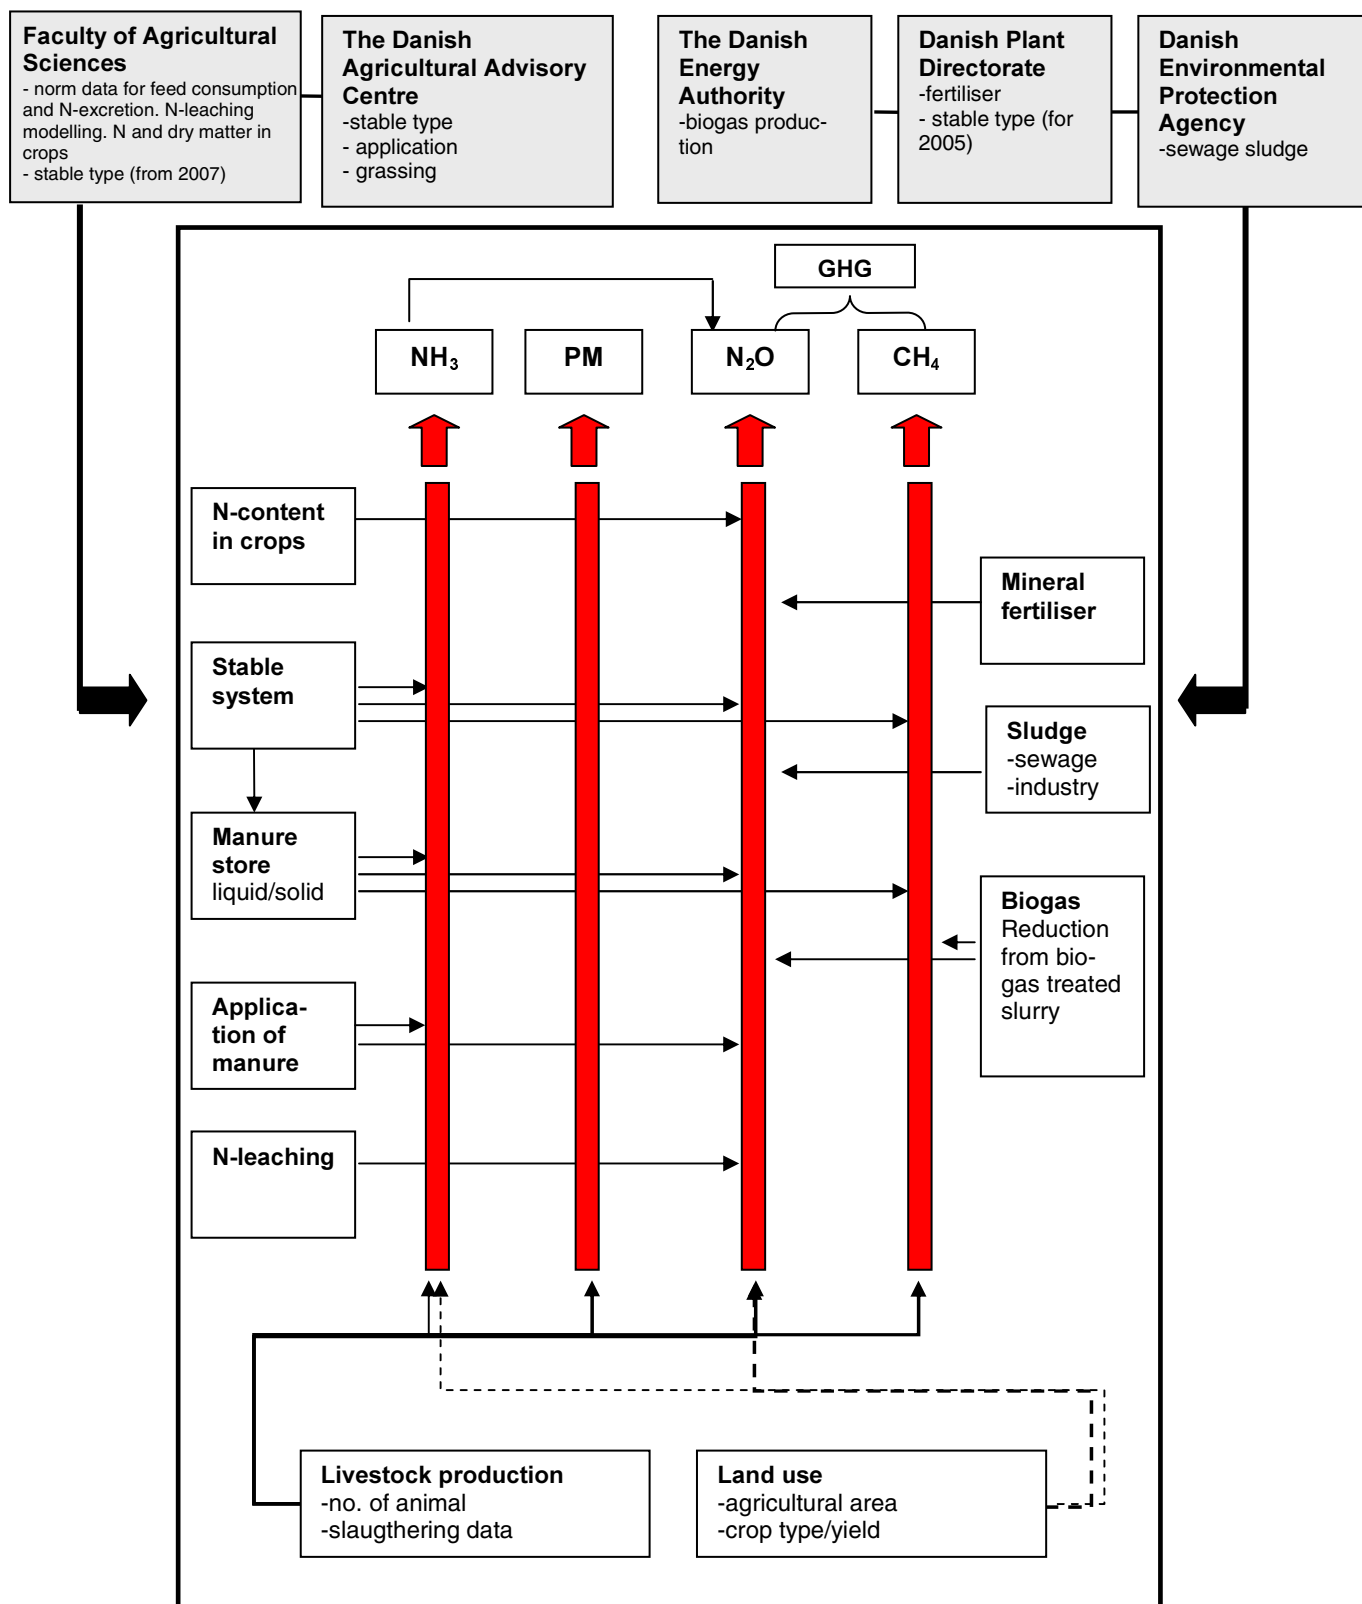 Faculty of Agricultural
Sciences
- norm data for feed consumption
and N-excretion. N-leaching
modelling. N and dry matter in
crops
- stable type (from 2007)
The Danish
Agricultural Advisory
Centre
-stable type
- application
- grassing
The Danish
Energy
Authority
-biogas produc-
tion
Danish Plant
Directorate
-fertiliser
- stable type (for
2005)
Danish
Environmental
Protection
Agency
-sewage sludge
GHG
NH₃
PM
N₂O
CH₄
N-content
in crops
Mineral
fertiliser
Stable
system
Sludge
-sewage
-industry
Manure
store
liquid/solid
Biogas
Reduction
from bio-
gas treated
slurry
Applica-
tion of
manure
N-leaching
Livestock production
-no. of animal
-slaugthering data
Land use
-agricultural area
-crop type/yield